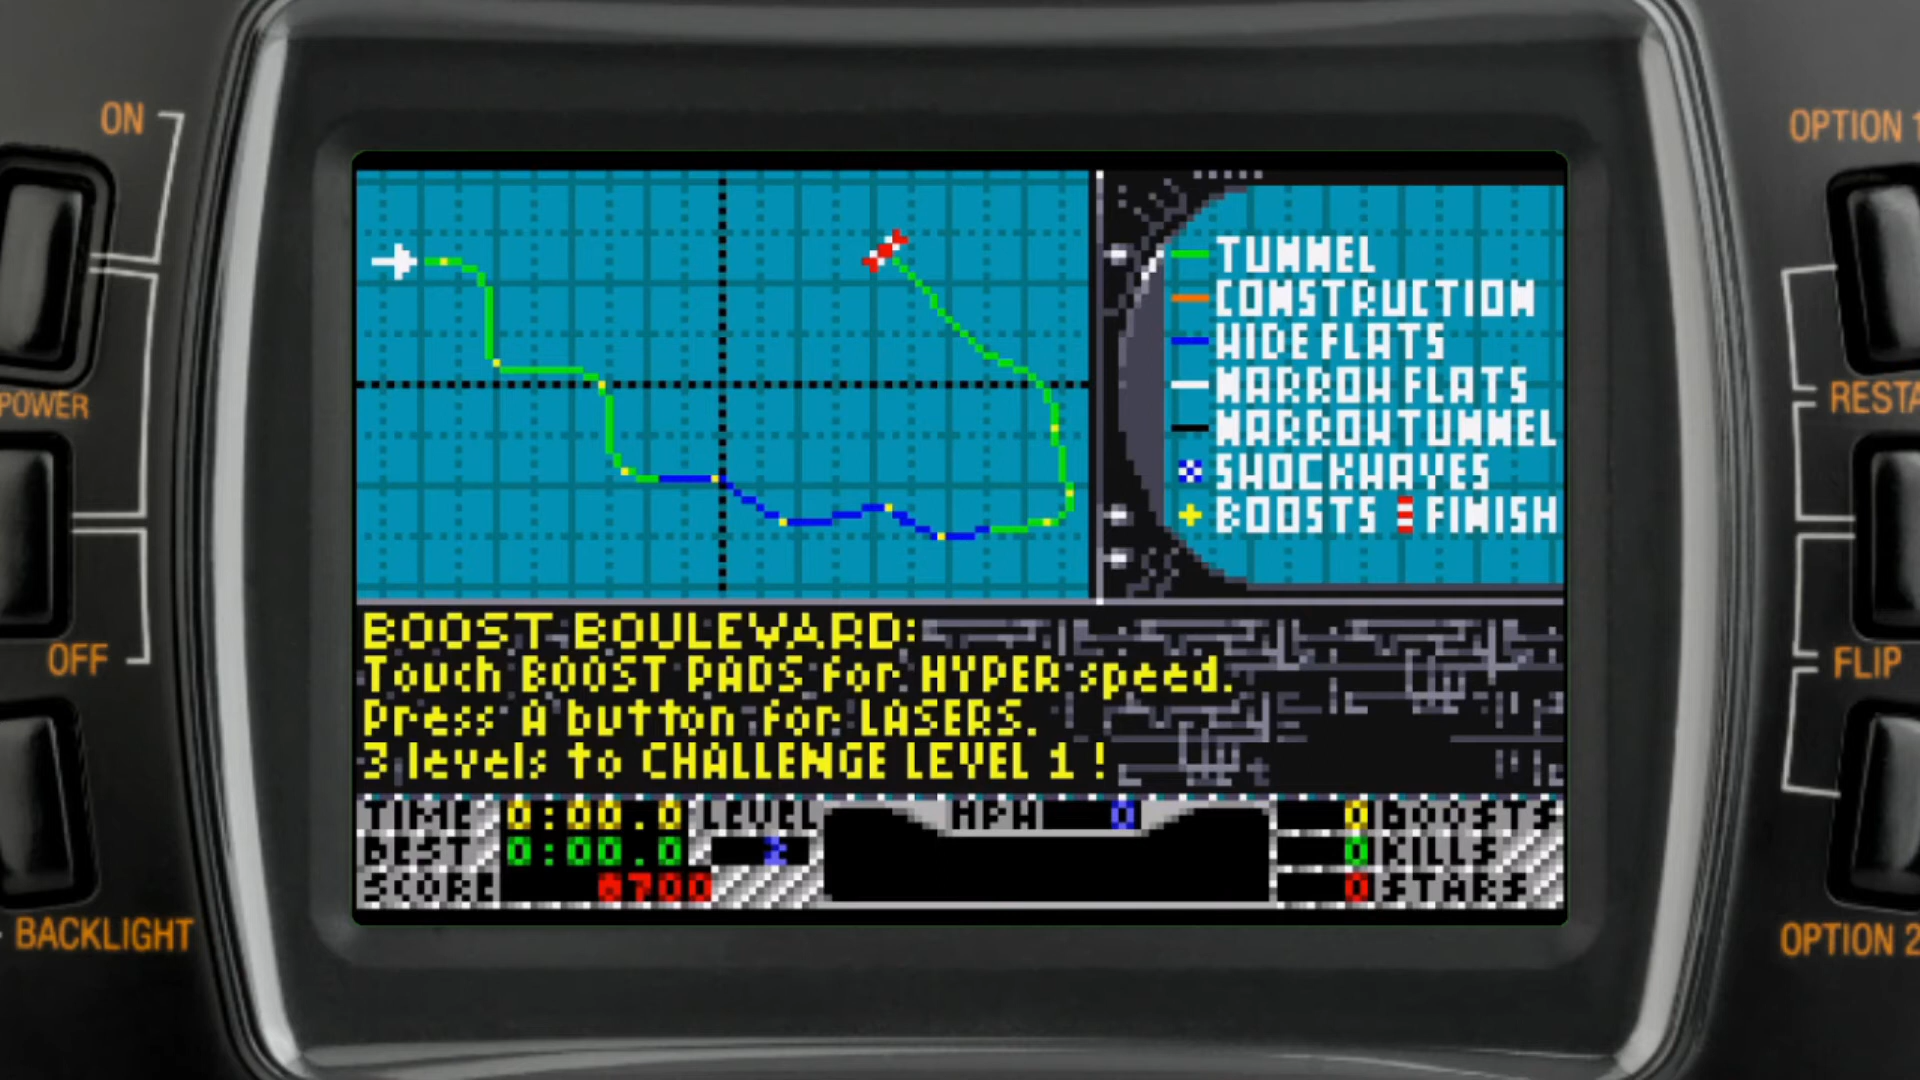 ON
OPTION 1
POWER
RESTA
OFF
FLIP
BACKLIGHT
OPTION 2
TUNNEL
CONSTRUCTION
WIDE FLATS
NARROW FLATS
NARROW TUNNEL
SHOCKWAVES
BOOSTS FINISH
BOOST BOULEVARD:
Touch BOOST PADS for HYPER speed.
Press A button for LASERS.
3 levels to CHALLENGE LEVEL 1 !
TIME 0:00.0 LEVEL MPH 0 0 BOOSTS
BEST 0:00.0 2 0 KILLS
SCORE 6700 0 STARS